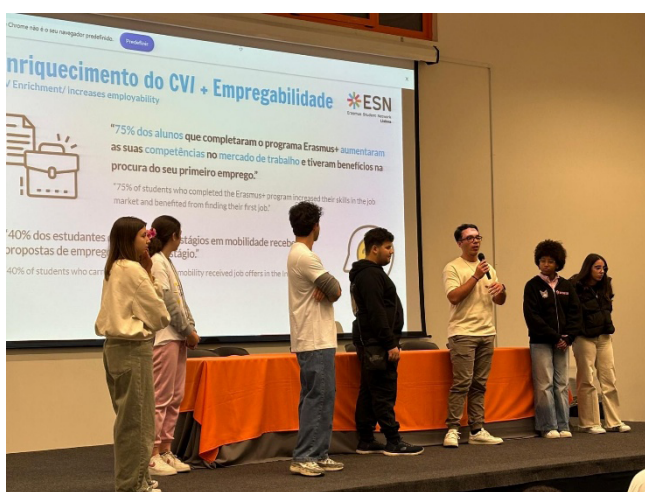 Chrome não é o seu navegador predefinido.
Predefinir
nriquecimento do CV/ + Empregabilidade
/ Enrichment/ increases employability
ESN
Erasmus Student Network
"75% dos alunos que completaram o programa Erasmus+ aumentaram
as suas competências no mercado de trabalho e tiveram benefícios na
procura do seu primeiro emprego."
"75% of students who completed the Erasmus+ program increased their skills in the job
market and benefited from finding their first job."
"40% dos estudantes
stágios em mobilidade receb
propostas de empreg
stágio."
40% of students who carr
mobility received job offers in the in